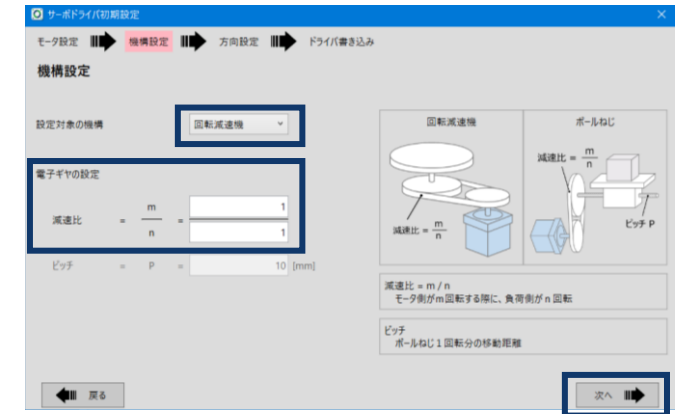 サーボドライバ初期設定
モータ設定 機構設定 方向設定 ドライバ書き込み
機構設定
設定対象の機構 回転減速機
電子ギヤの設定
減速比 = m/n = 1/1
ピッチ = P = 10 [mm]
回転減速機
減速比 = m/n
ボールねじ
減速比 = m/n
ピッチ P
減速比 = m / n
モータ側がm回転する際に、負荷側がn回転
ピッチ
ボールねじ1回転分の移動距離
戻る
次へ